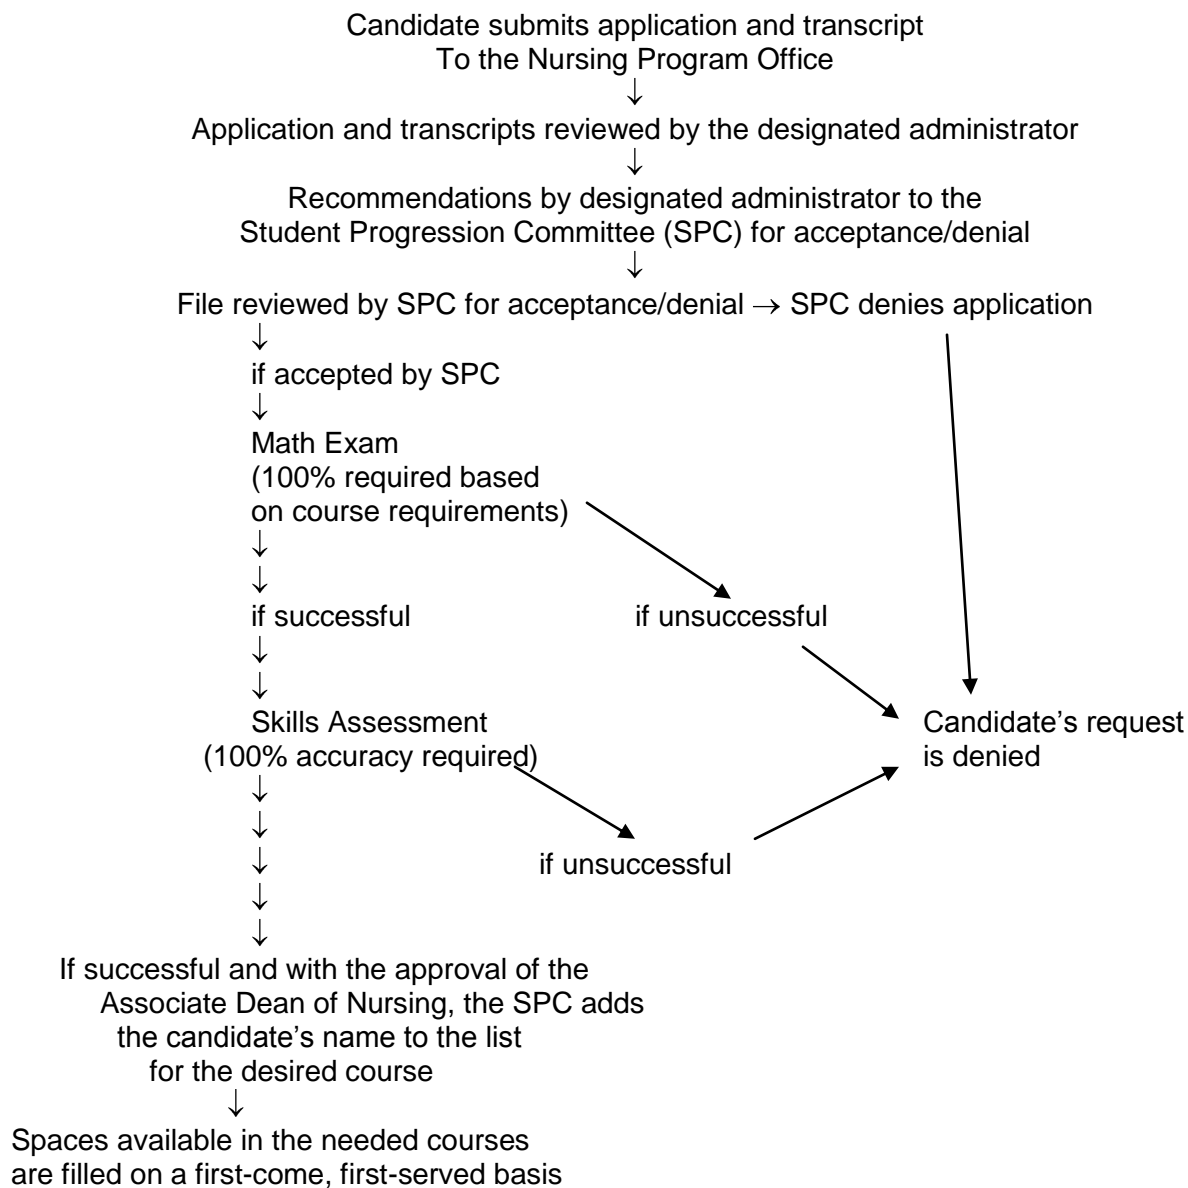 Candidate submits application and transcript
To the Nursing Program Office
↓
Application and transcripts reviewed by the designated administrator
↓
Recommendations by designated administrator to the
Student Progression Committee (SPC) for acceptance/denial
↓
File reviewed by SPC for acceptance/denial → SPC denies application
↓
if accepted by SPC
↓
Math Exam
(100% required based
on course requirements)
↓
↓
if successful
if unsuccessful
↓
↓
Skills Assessment
(100% accuracy required)
Candidate’s request
is denied
↓
↓
↓
↓
↓
if unsuccessful
If successful and with the approval of the
Associate Dean of Nursing, the SPC adds
the candidate’s name to the list
for the desired course
↓
Spaces available in the needed courses
are filled on a first-come, first-served basis